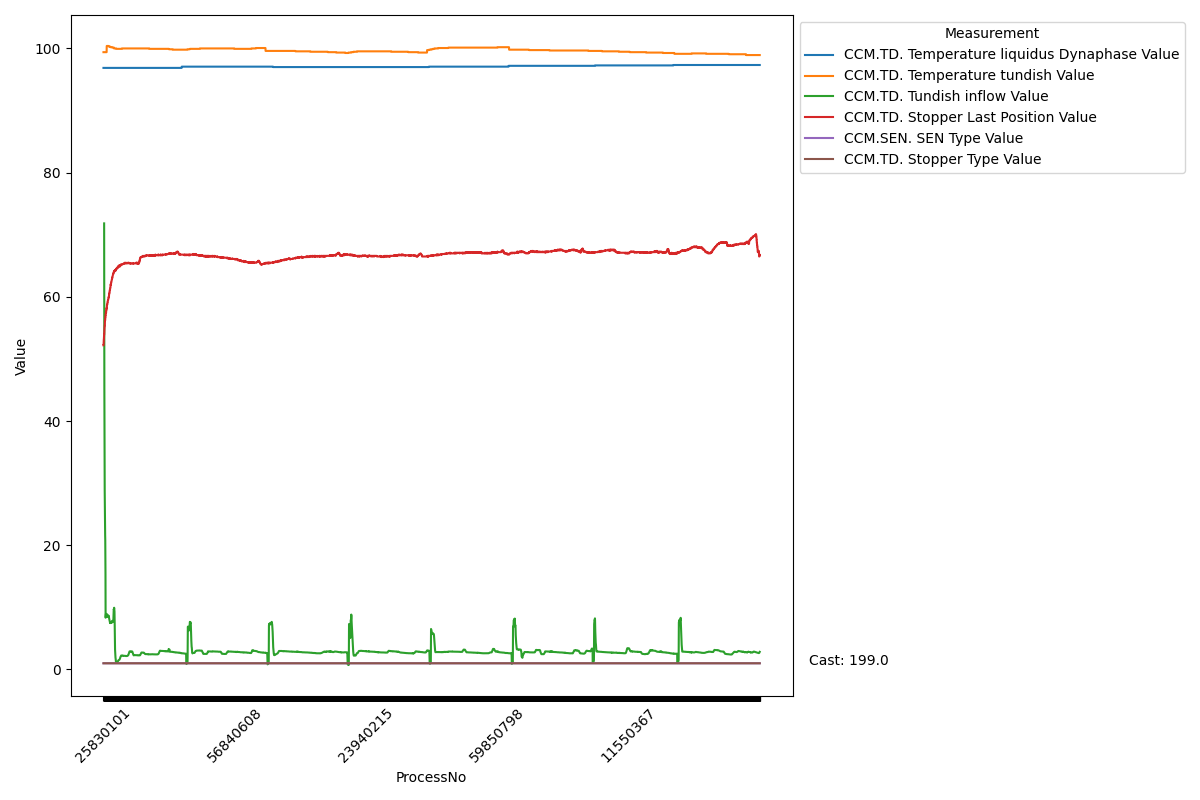 Measurement
CCM.TD. Temperature liquidus Dynaphase Value
CCM.TD. Temperature tundish Value
CCM.TD. Tundish inflow Value
CCM.TD. Stopper Last Position Value
CCM.SEN. SEN Type Value
CCM.TD. Stopper Type Value
100
80
60
40
20
0
Value
Cast: 199.0
25830101
56840608
23940215
59850798
11550367
ProcessNo